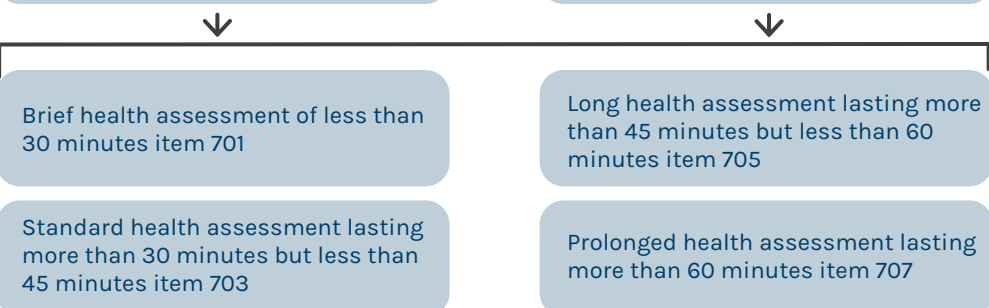 Brief health assessment of less than
30 minutes item 701
Long health assessment lasting more
than 45 minutes but less than 60
minutes item 705
Standard health assessment lasting
more than 30 minutes but less than
45 minutes item 703
Prolonged health assessment lasting
more than 60 minutes item 707